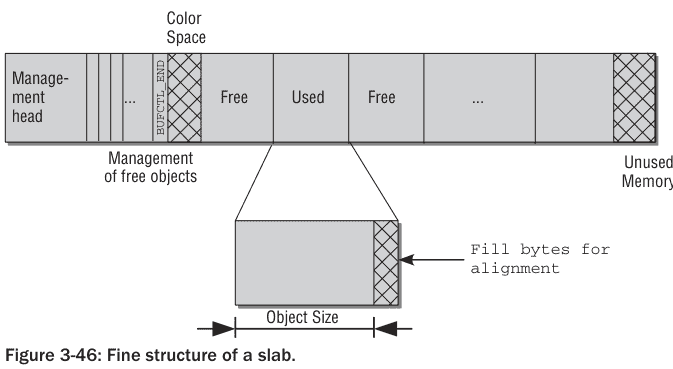 Color
Space
Manage-
ment
head
...
BUFCTL_END
Free
Used
Free
...
Management
of free objects
Unused
Memory
Fill bytes for
alignment
Object Size
Figure 3-46: Fine structure of a slab.